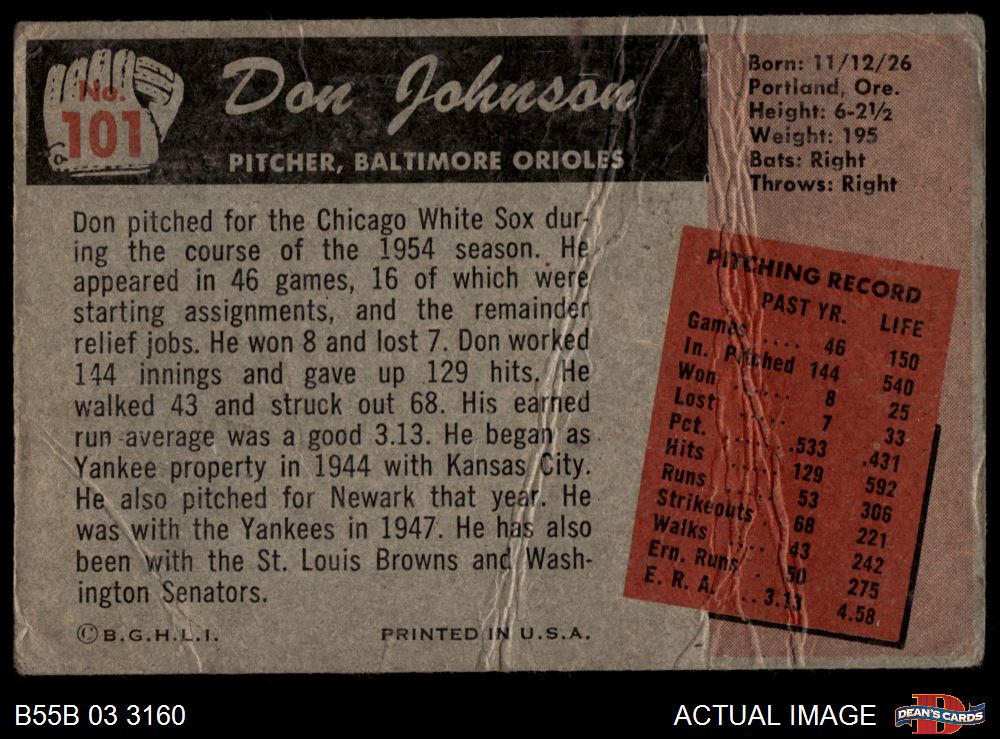 No.
101
Don Johnson
PITCHER, BALTIMORE ORIOLES
Born: 11/12/26
Portland, Ore.
Height: 6-2½
Weight: 195
Bats: Right
Throws: Right
Don pitched for the Chicago White Sox dur-
ing the course of the 1954 season. He
appeared in 46 games, 16 of which were
starting assignments, and the remainder
relief jobs. He won 8 and lost 7. Don worked
144 innings and gave up 129 hits. He
walked 43 and struck out 68. His earned
run average was a good 3.13. He began as
Yankee property in 1944 with Kansas City.
He also pitched for Newark that year. He
was with the Yankees in 1947. He has also
been with the St. Louis Browns and Wash-
ington Senators.
PITCHING RECORD
PAST YR. LIFE
Games .... 46 150
In. Pitched 144 540
Won ..... 8 25
Lost ..... 7 33
Pct. ..... .533 .431
Hits ..... 129 592
Runs ..... 53 306
Strikeouts . 68 221
Walks .... 43 242
Ern. Runs . 50 275
E. R. A. ... 3.13 4.58
©B.G.H.L.I. PRINTED IN U.S.A.
B55B 03 3160
ACTUAL IMAGE
D
DEAN'S CARDS